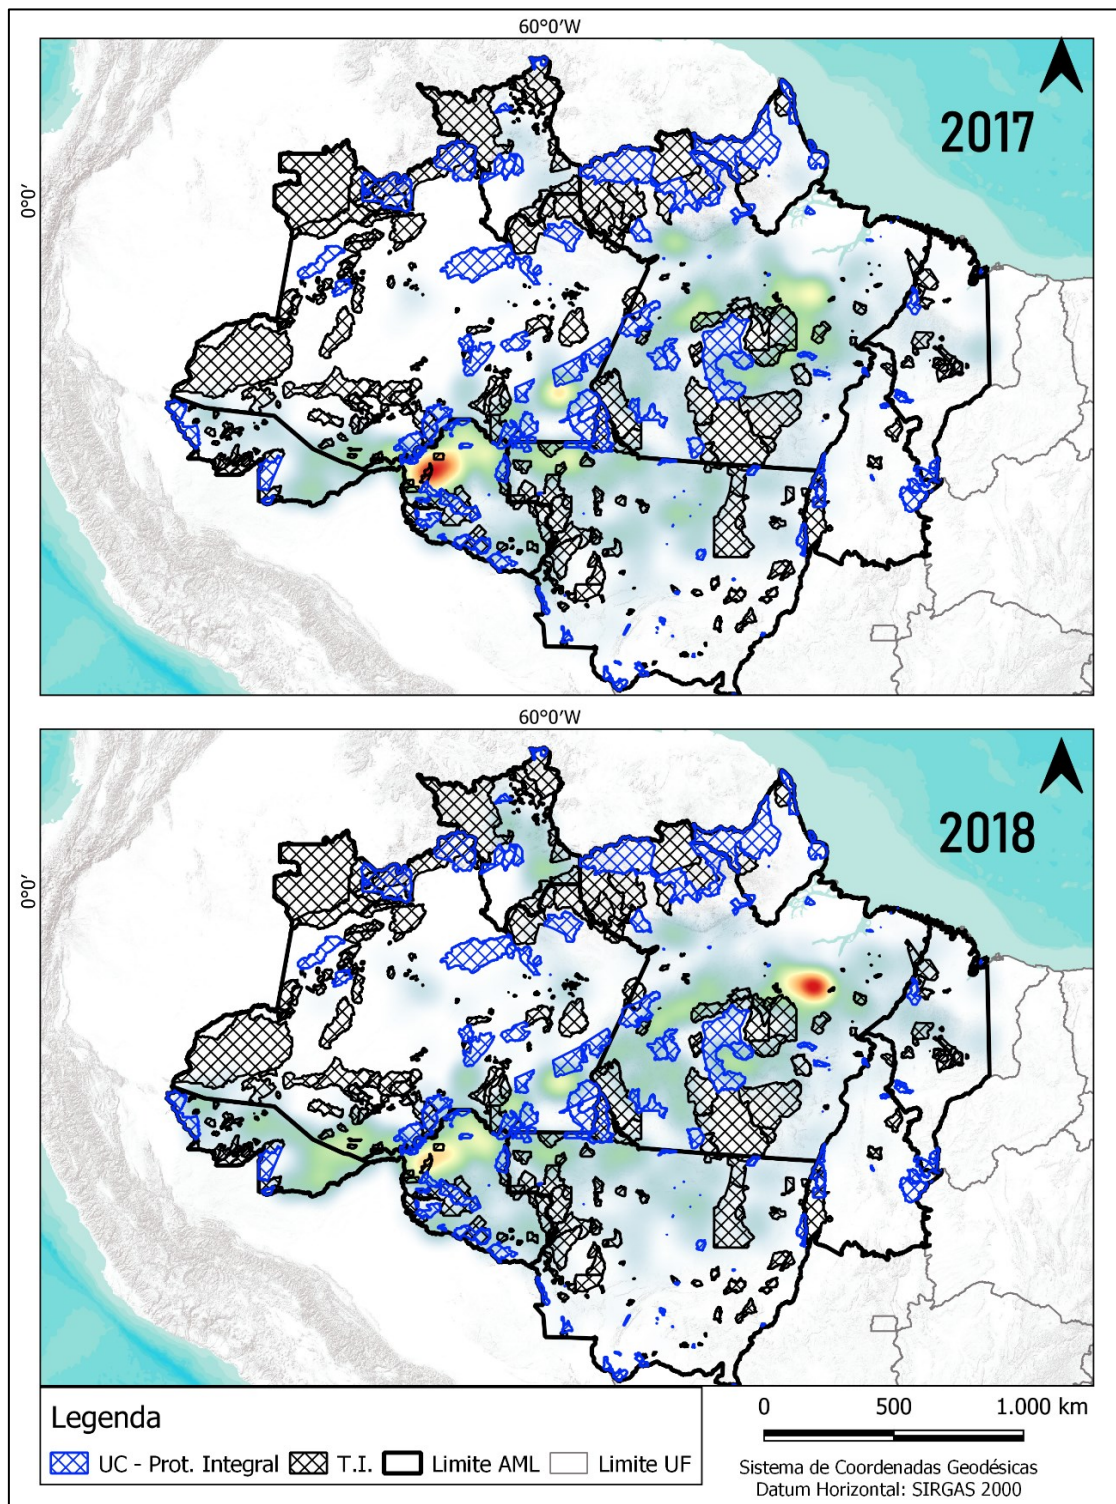 60°0'W
0°0'
2017
60°0'W
0°0'
2018
Legenda
UC - Prot. Integral
T.I.
Limite AML
Limite UF
0 500 1.000 km
Sistema de Coordenadas Geodésicas
Datum Horizontal: SIRGAS 2000